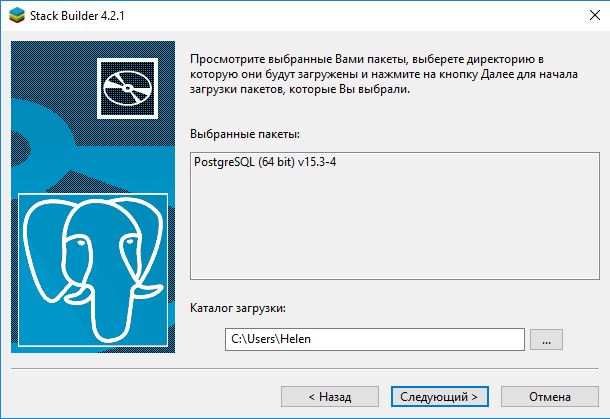 Stack Builder 4.2.1
Просмотрите выбранные Вами пакеты, выберете директорию в
которую они будут загружены и нажмите на кнопку Далее для начала
загрузки пакетов, которые Вы выбрали.
Выбранные пакеты:
PostgreSQL (64 bit) v15.3-4
Каталог загрузки:
C:\Users\Helen
...
< Назад
Следующий >
Отмена